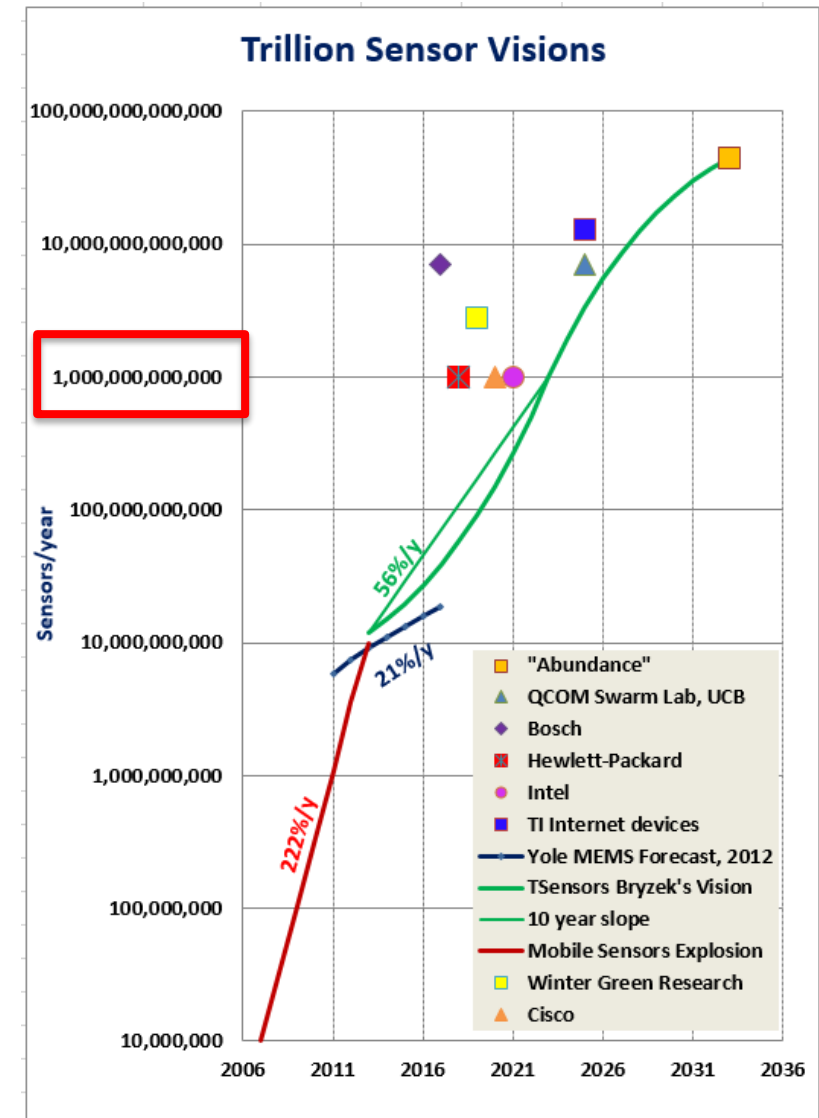 Trillion Sensor Visions
100,000,000,000,000
10,000,000,000,000
1,000,000,000,000
100,000,000,000
10,000,000,000
1,000,000,000
100,000,000
10,000,000
Sensors/year
56%/y
21%/y
222%/y
"Abundance"
QCOM Swarm Lab, UCB
Bosch
Hewlett-Packard
Intel
TI Internet devices
Yole MEMS Forecast, 2012
TSensors Bryzek's Vision
10 year slope
Mobile Sensors Explosion
Winter Green Research
Cisco
2006 2011 2016 2021 2026 2031 2036